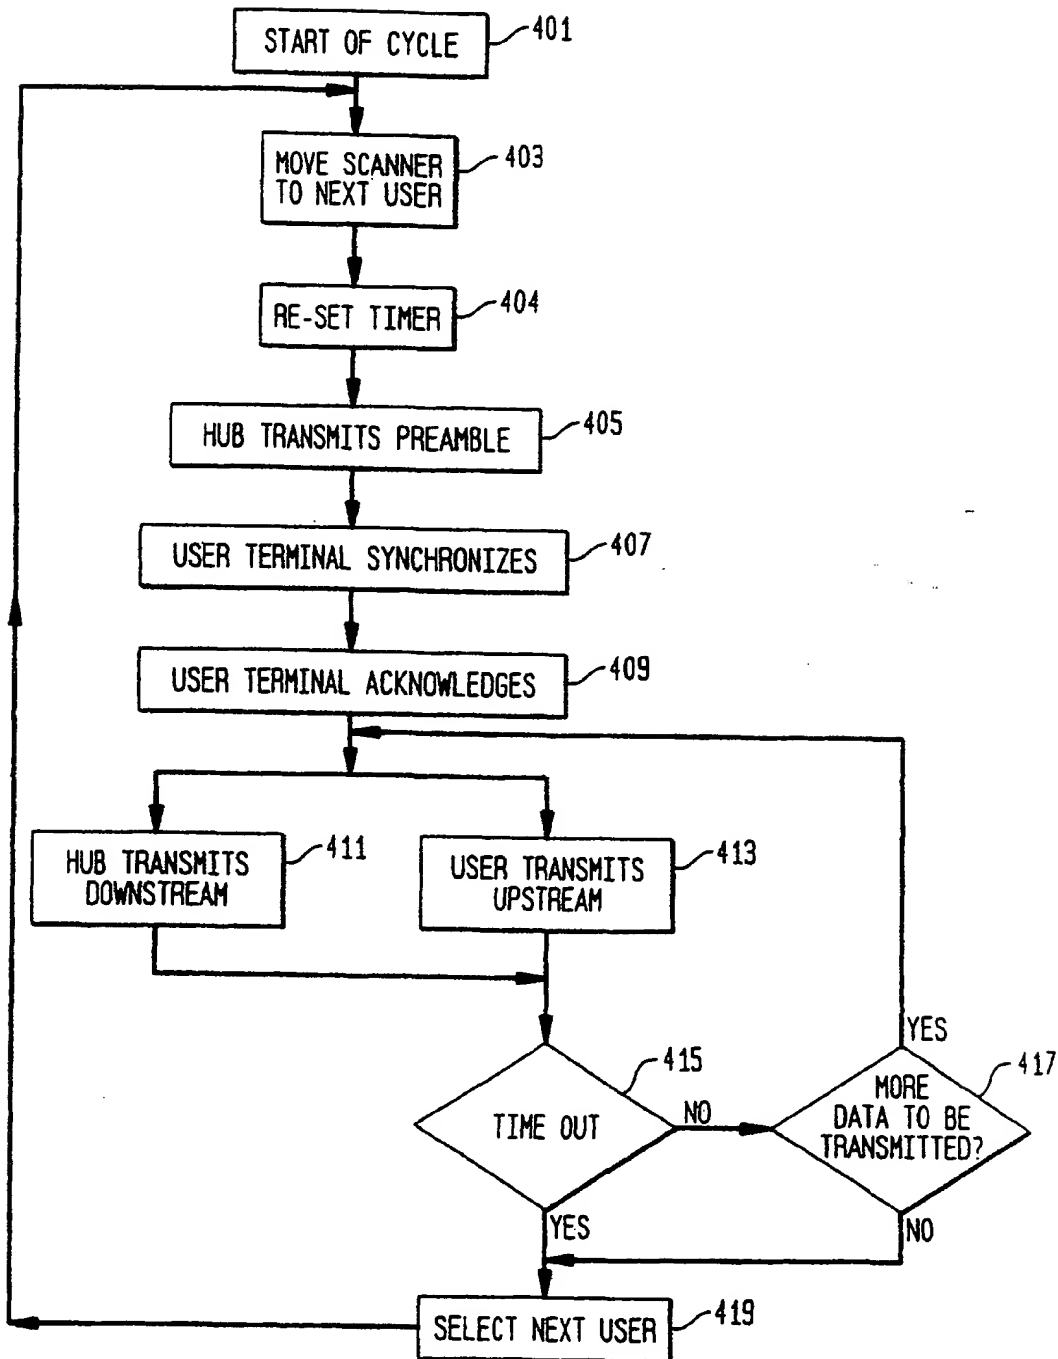 START OF CYCLE
401
MOVE SCANNER
TO NEXT USER
403
RE-SET TIMER
404
HUB TRANSMITS PREAMBLE
405
USER TERMINAL SYNCHRONIZES
407
USER TERMINAL ACKNOWLEDGES
409
HUB TRANSMITS
DOWNSTREAM
411
USER TRANSMITS
UPSTREAM
413
TIME OUT
415
NO
YES
MORE
DATA TO BE
TRANSMITTED?
417
YES
NO
SELECT NEXT USER
419